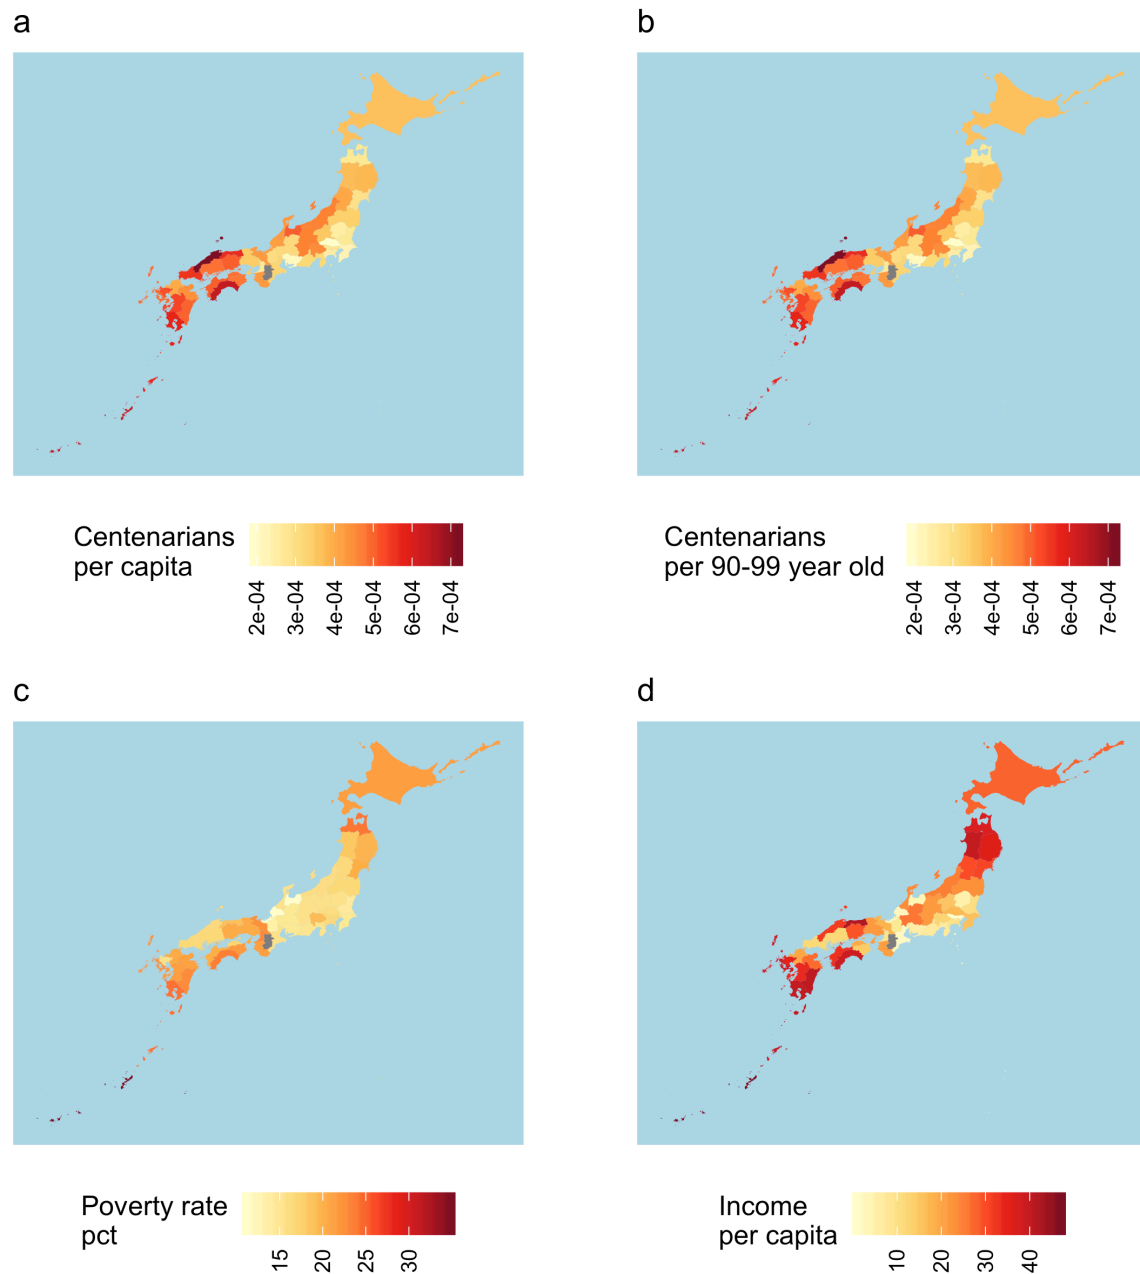 a
b
Centenarians
per capita
2e-04
3e-04
4e-04
5e-04
6e-04
7e-04
Centenarians
per 90-99 year old
2e-04
3e-04
4e-04
5e-04
6e-04
7e-04
c
d
Poverty rate
pct
15
20
25
30
Income
per capita
10
20
30
40